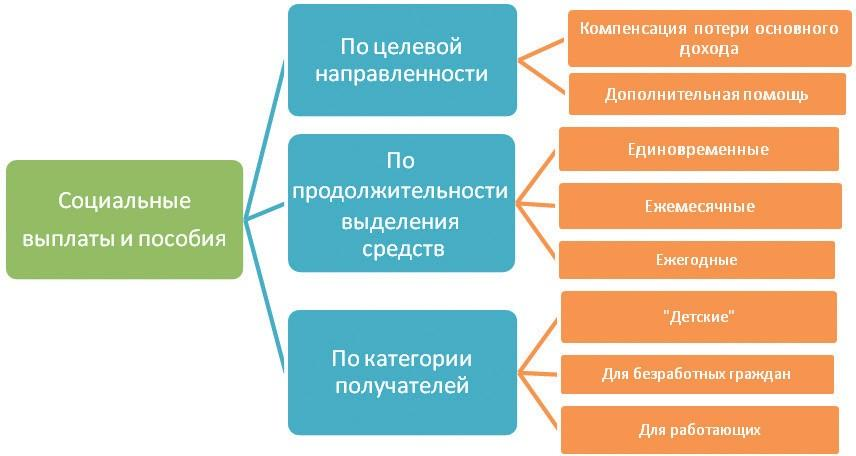 Социальные
выплаты и пособия
По целевой
направленности
Компенсация потери основного
дохода
Дополнительная помощь
По
продолжительности
выделения
средств
Единовременные
Ежемесячные
Ежегодные
По категории
получателей
"Детские"
Для безработных граждан
Для работающих